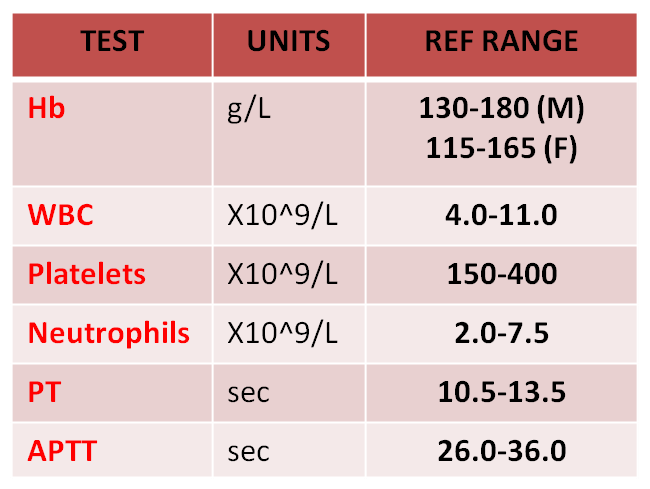 TEST UNITS REF RANGE
Hb g/L 130-180 (M)
115-165 (F)
WBC X10^9/L 4.0-11.0
Platelets X10^9/L 150-400
Neutrophils X10^9/L 2.0-7.5
PT sec 10.5-13.5
APTT sec 26.0-36.0